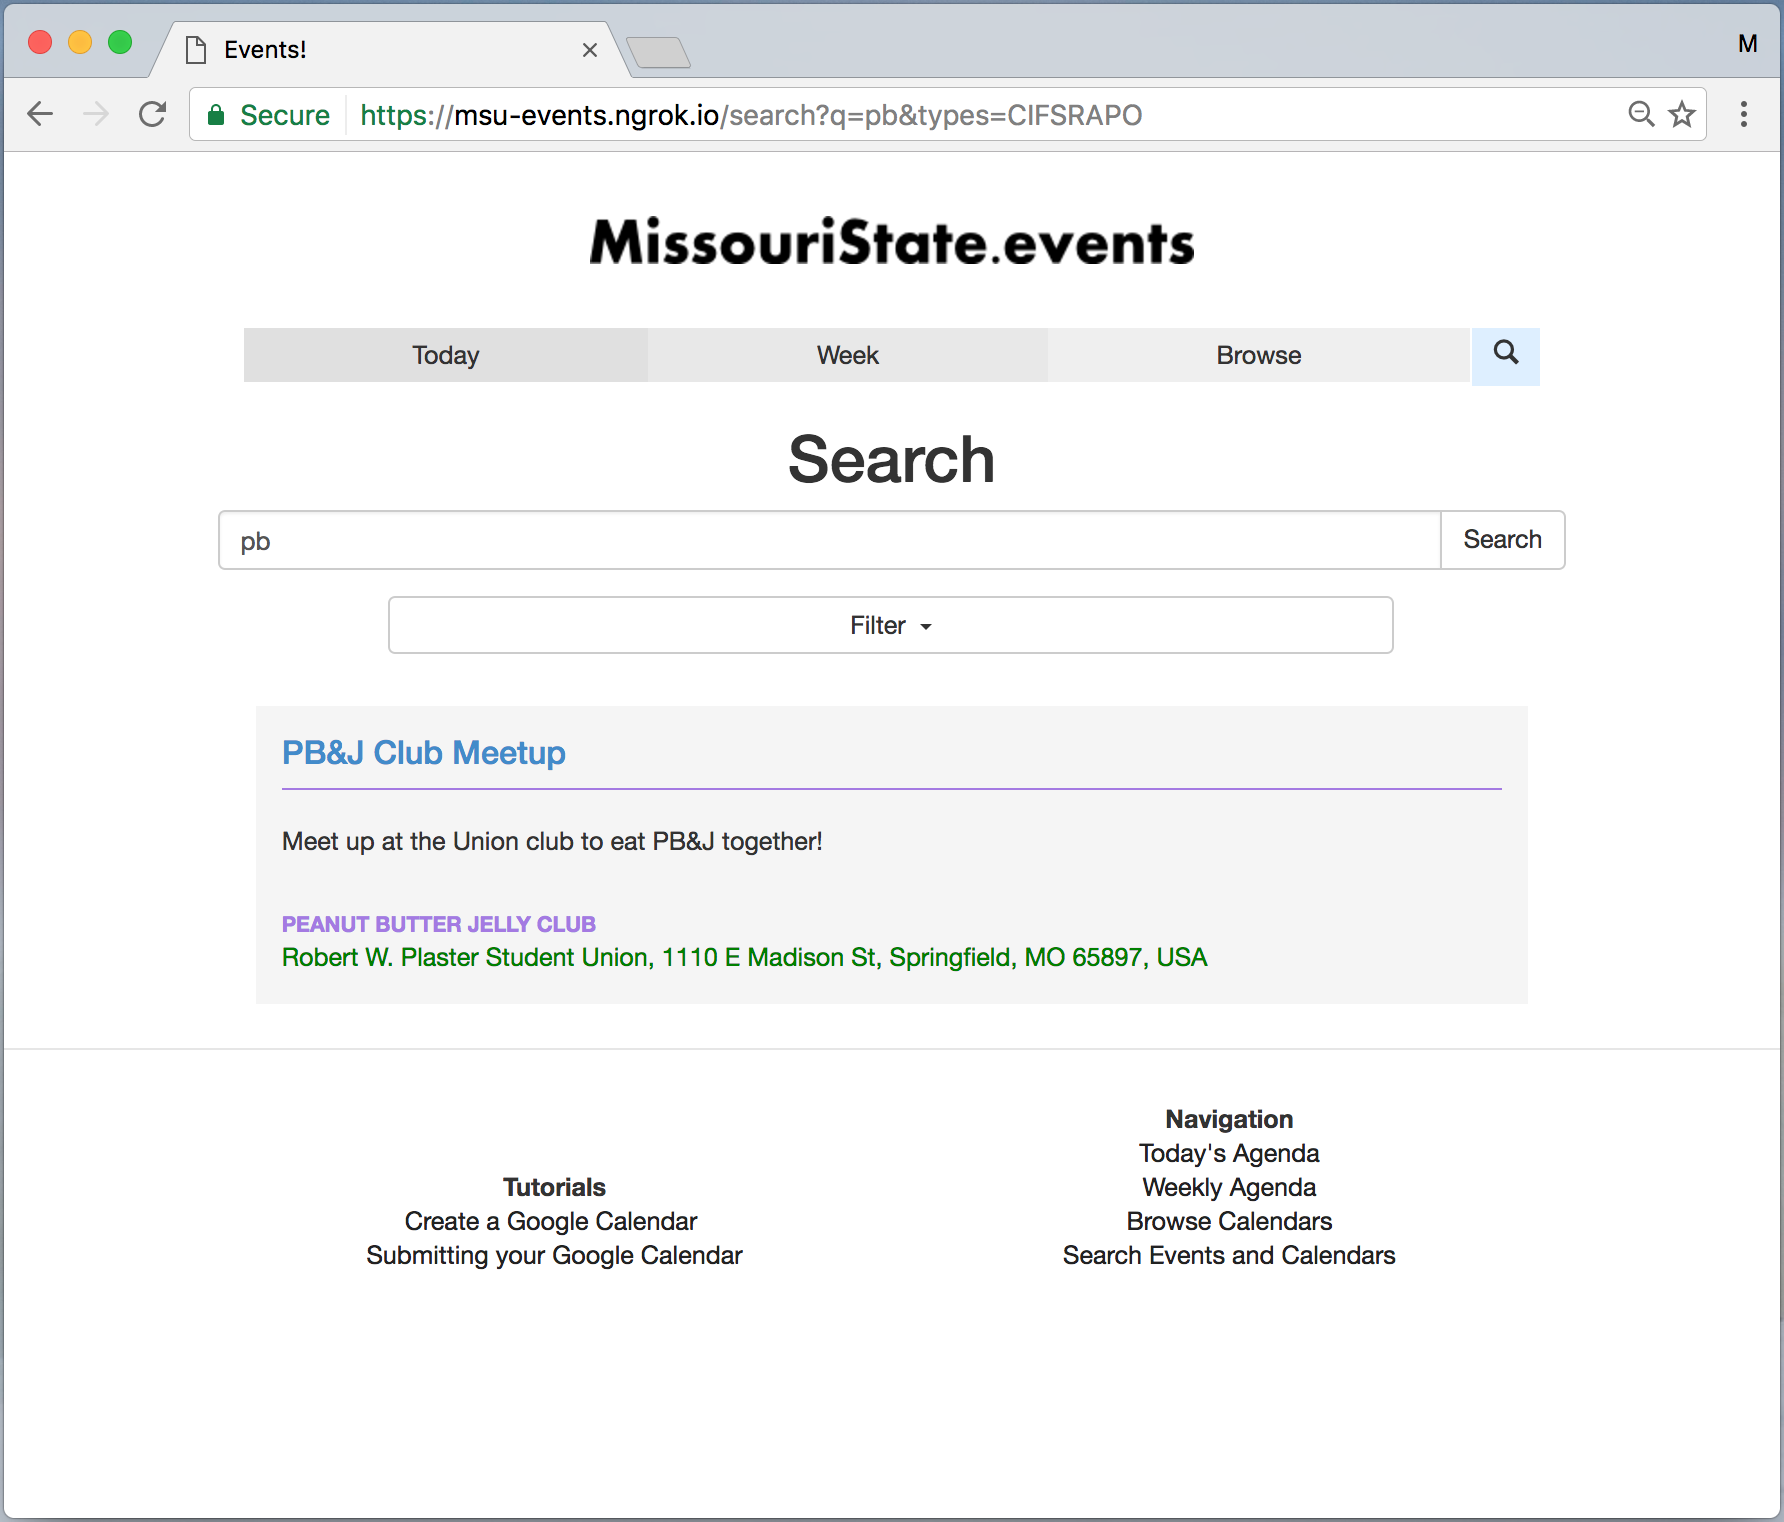 Events!
M
Secure https://msu-events.ngrok.io/search?q=pb&types=CIFSRAPO
MissouriState.events
Today Week Browse
Search
pb Search
Filter
PB&J Club Meetup
Meet up at the Union club to eat PB&J together!
PEANUT BUTTER JELLY CLUB
Robert W. Plaster Student Union, 1110 E Madison St, Springfield, MO 65897, USA
Tutorials
Create a Google Calendar
Submitting your Google Calendar
Navigation
Today's Agenda
Weekly Agenda
Browse Calendars
Search Events and Calendars